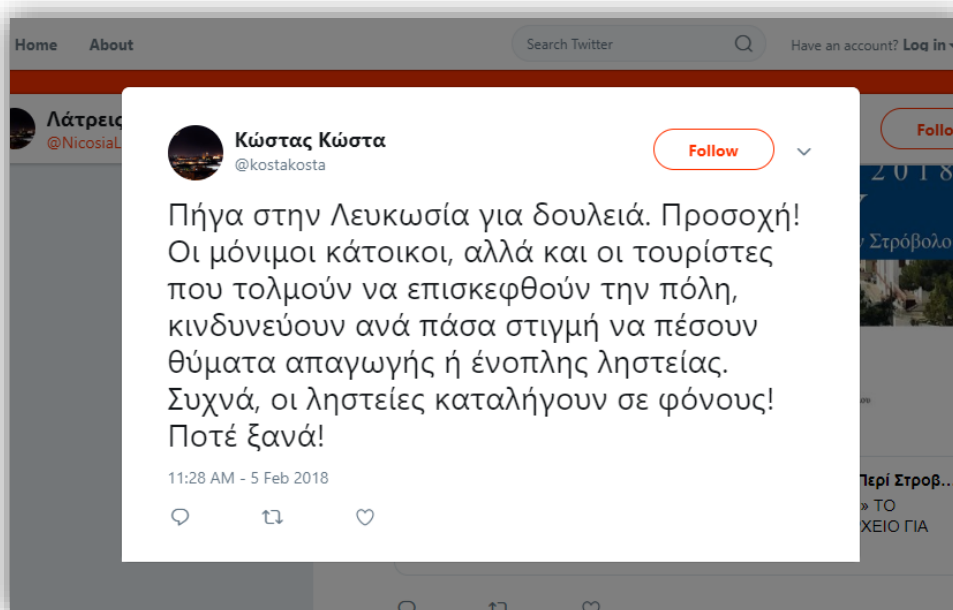 Home About Search Twitter Have an account? Log in
Λάτρεις
@NicosiaL
Follo
Κώστας Κώστα
@kostakosta
Follow
Πήγα στην Λευκωσία για δουλειά. Προσοχή!
Οι μόνιμοι κάτοικοι, αλλά και οι τουρίστες
που τολμούν να επισκεφθούν την πόλη,
κινδυνεύουν ανά πάσα στιγμή να πέσουν
θύματα απαγωγής ή ένοπλης ληστείας.
Συχνά, οι ληστείες καταλήγουν σε φόνους!
Ποτέ ξανά!
11:28 AM - 5 Feb 2018
2018
Στρόβολο
Περί Στροβ...
» ΤΟ
ΧΕΙΟ ΓΙΑ